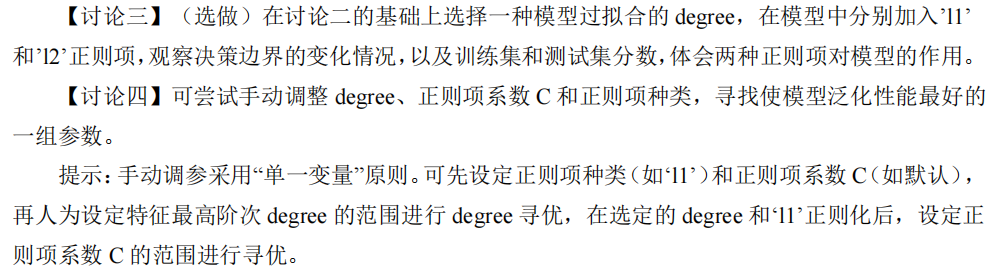 【讨论三】（选做）在讨论二的基础上选择一种模型过拟合的 degree，在模型中分别加入’l1’
和’l2’正则项，观察决策边界的变化情况，以及训练集和测试集分数，体会两种正则项对模型的作用。
【讨论四】可尝试手动调整 degree、正则项系数 C 和正则项种类，寻找使模型泛化性能最好的
一组参数。
提示：手动调参采用“单一变量”原则。可先设定正则项种类（如‘l1’）和正则项系数 C（如默认），
再人为设定特征最高阶次 degree 的范围进行 degree 寻优，在选定的 degree 和‘l1’正则化后，设定正
则项系数 C 的范围进行寻优。